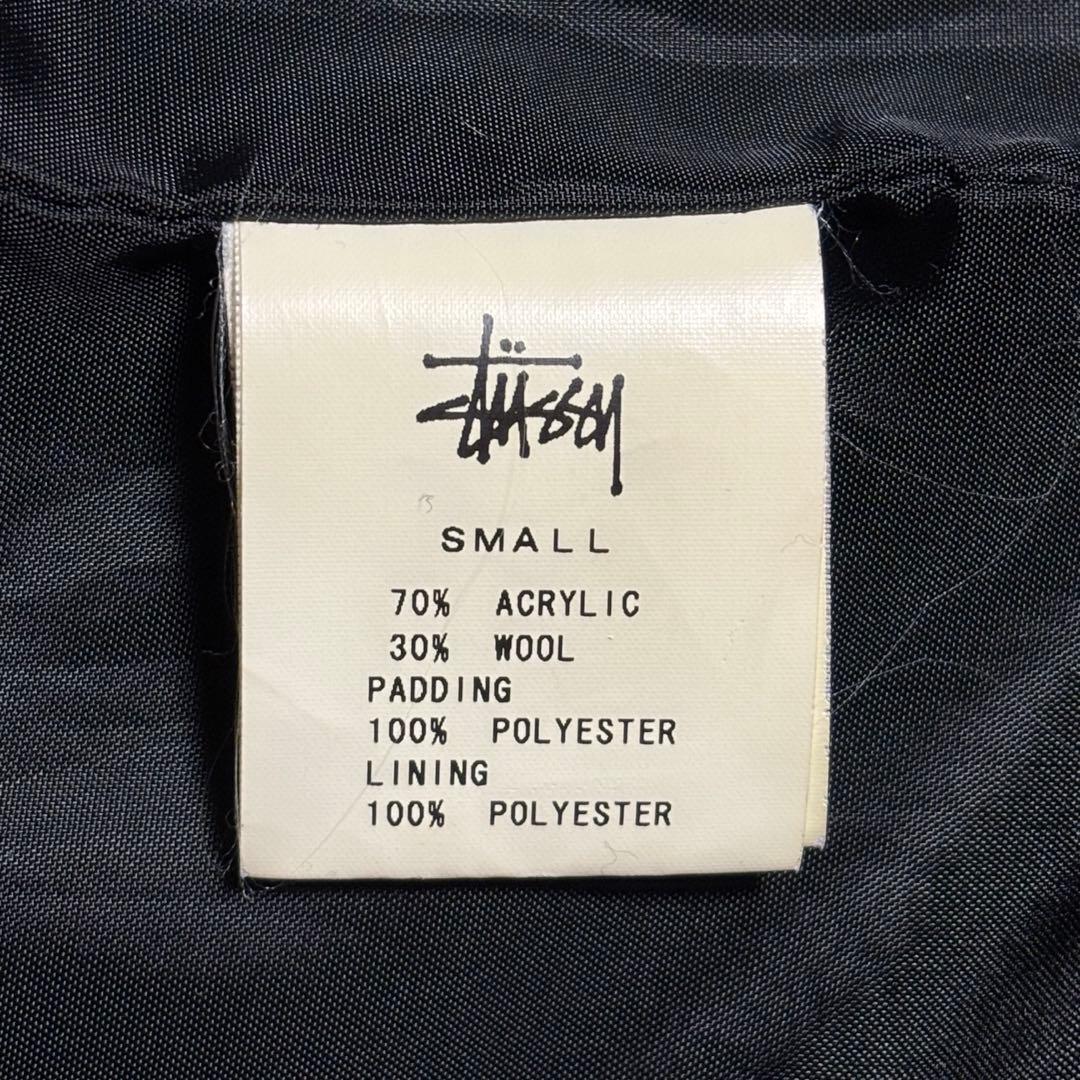 Stüssy
SMALL
70% ACRYLIC
30% WOOL
PADDING
100% POLYESTER
LINING
100% POLYESTER